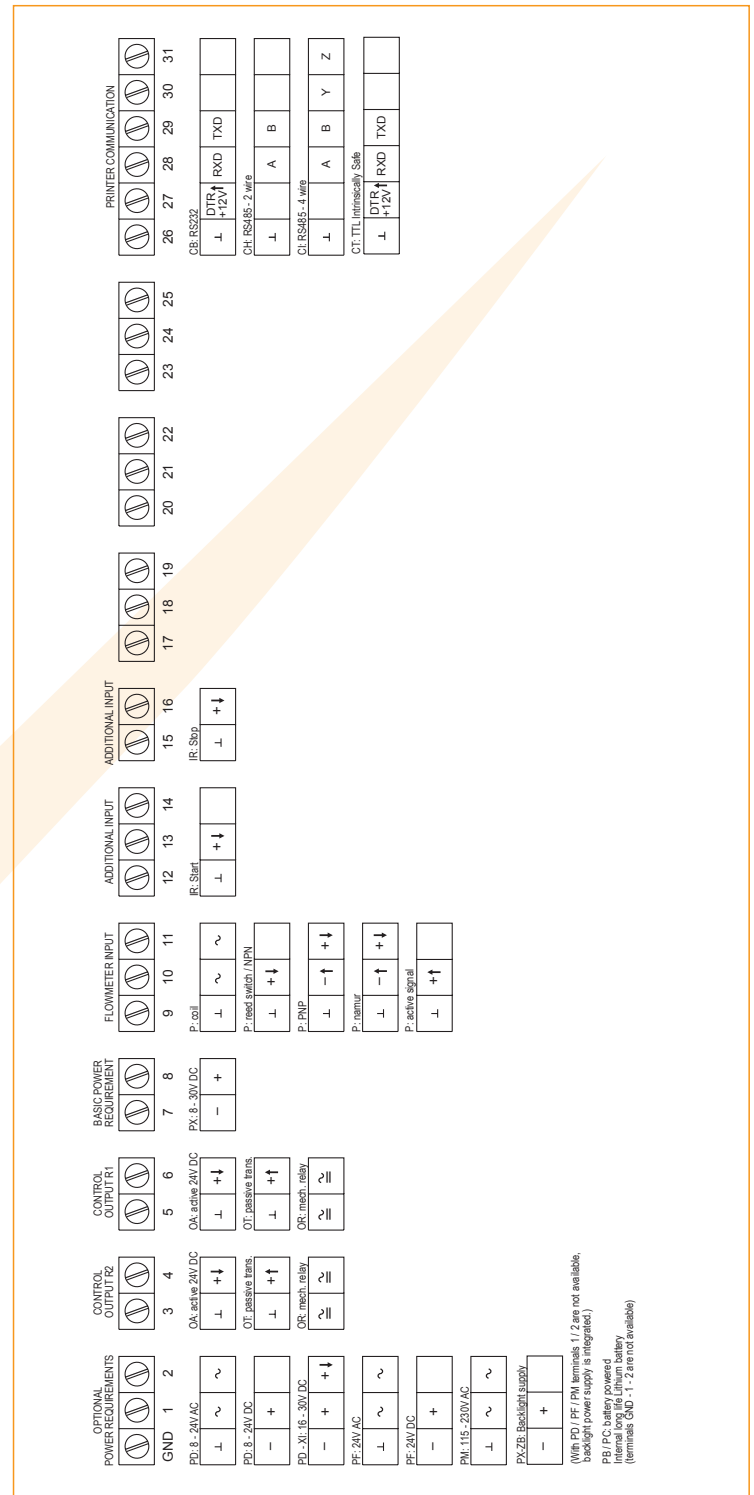 OPTIONAL
POWER REQUIREMENTS
GND 1 2
PD: 8 - 24V AC
⊥ ~ ~
PD: 8 - 24V DC
− +
PD - XI: 16 - 30V DC
− + +↓
PF: 24V AC
⊥ ~ ~
PF: 24V DC
− +
PM: 115 - 230V AC
⊥ ~ ~
PX-ZB: Backlight supply
− +
(With PD / PF / PM terminals 1 / 2 are not available,
backlight power supply is integrated.)
PB / PC: battery powered
Internal long life Lithium battery
(terminals GND - 1 - 2 are not available)
CONTROL
OUTPUT R2
3 4
OA: active 24V DC
⊥ +↓
OT: passive trans.
⊥ +↑
OR: mech. relay
≂ ≂
CONTROL
OUTPUT R1
5 6
OA: active 24V DC
⊥ +↓
OT: passive trans.
⊥ +↑
OR: mech. relay
≂ ≂
BASIC POWER
REQUIREMENT
7 8
PX: 8 - 30V DC
− +
FLOWMETER INPUT
9 10 11
P: coil
⊥ ~ ~
P: reed switch / NPN
⊥ +↓
P: PNP
⊥ −↑ +↓
P: namur
⊥ −↑ +↓
P: active signal
⊥ +↑
ADDITIONAL INPUT
12 13 14
IR: Start
⊥ +↓
ADDITIONAL INPUT
15 16
IR: Stop
⊥ +↓
17 18 19
20 21 22
23 24 25
PRINTER COMMUNICATION
26 27 28 29 30 31
CB: RS232
⊥ DTR +12V↑ RXD TXD
CH: RS485 - 2 wire
⊥ A B
CI: RS485 - 4 wire
⊥ A B Y Z
CT: TTL Intrinsically Safe
⊥ DTR +12V↑ RXD TXD